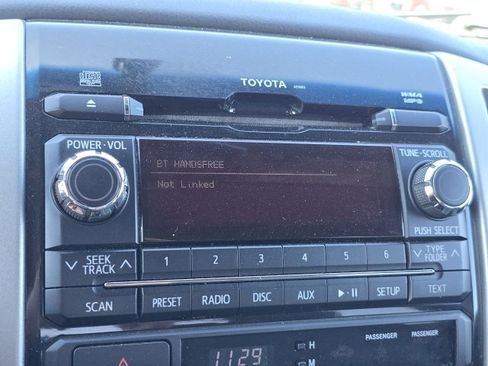 TOYOTA
WMA
MP3
POWER·VOL
TUNE·SCROLL
BT HANDSFREE
Not Linked
PUSH SELECT
SEEK
TRACK
1 2 3 4 5 6
TYPE
FOLDER
SCAN
PRESET RADIO DISC AUX SETUP
TEXT
1129
H
M
PASSENGER PASSENGER